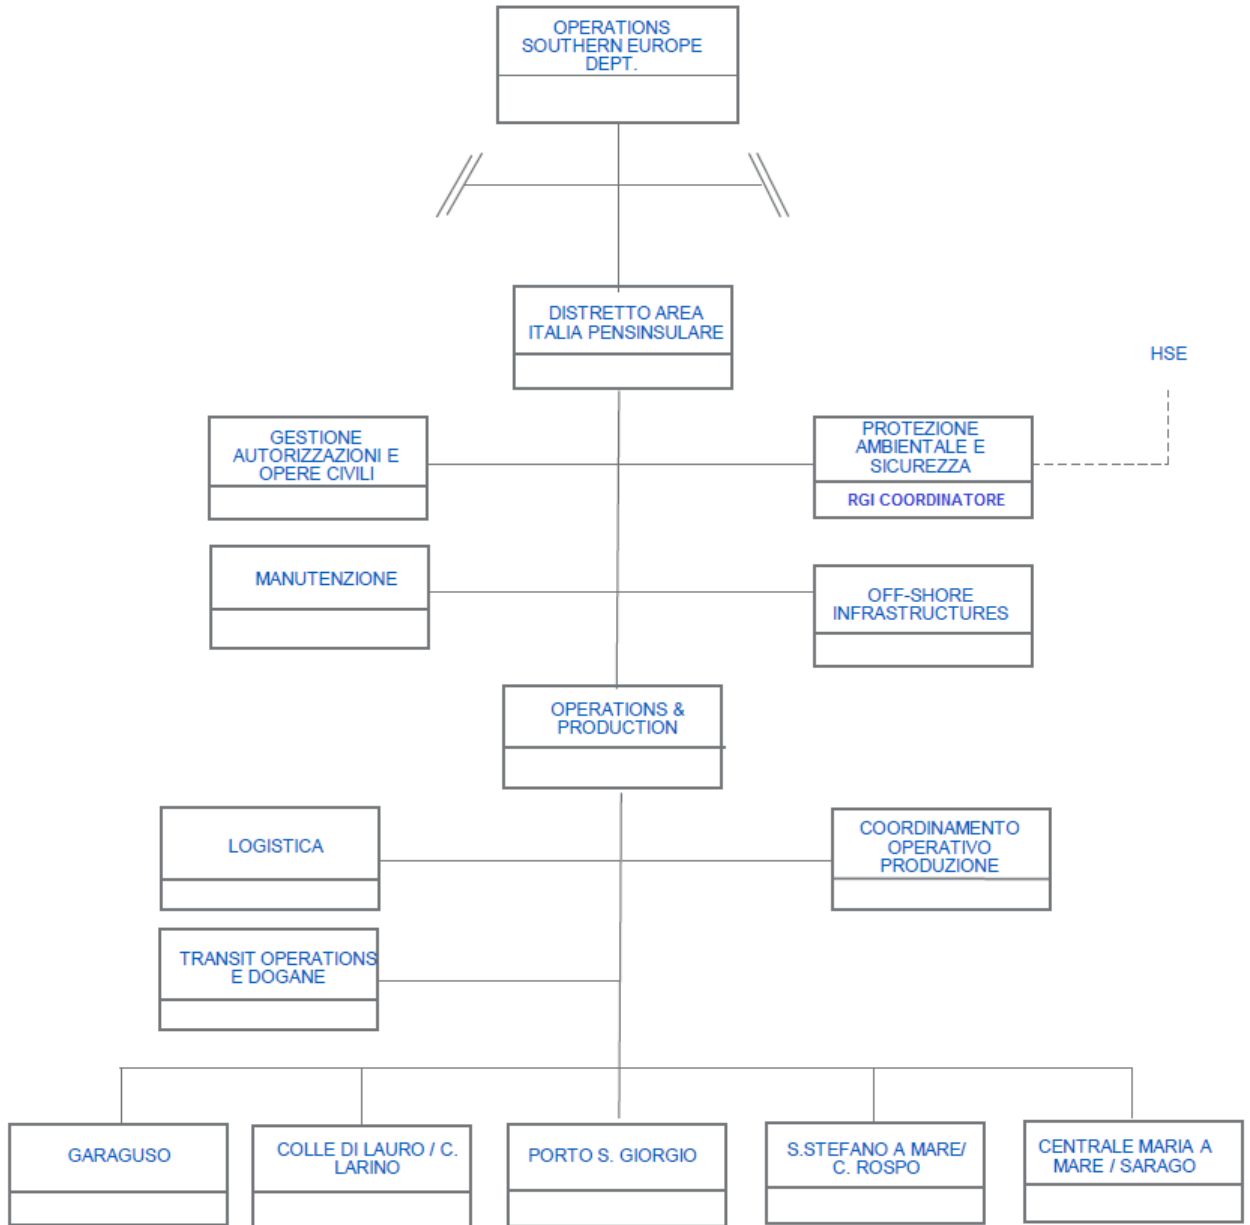 OPERATIONS
SOUTHERN EUROPE
DEPT.
DISTRETTO AREA
ITALIA PENSINSULARE
HSE
GESTIONE
AUTORIZZAZIONI E
OPERE CIVILI
PROTEZIONE
AMBIENTALE E
SICUREZZA
RGI COORDINATORE
MANUTENZIONE
OFF-SHORE
INFRASTRUCTURES
OPERATIONS &
PRODUCTION
LOGISTICA
COORDINAMENTO
OPERATIVO
PRODUZIONE
TRANSIT OPERATIONS
E DOGANE
GARAGUSO
COLLE DI LAURO / C.
LARINO
PORTO S. GIORGIO
S.STEFANO A MARE/
C. ROSPO
CENTRALE MARIA A
MARE / SARAGO